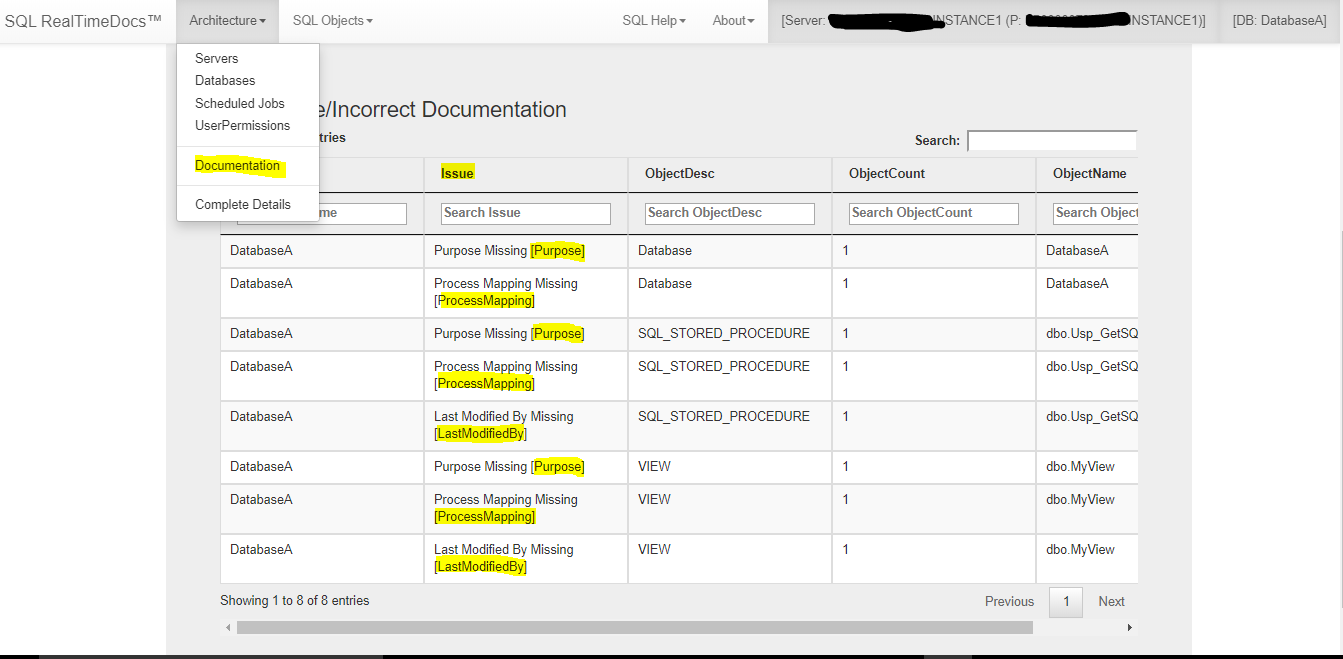 SQL RealTimeDocs™ Architecture SQL Objects SQL Help About [Server: INSTANCE1 (P: INSTANCE1)] [DB: DatabaseA]
Servers
Databases
Scheduled Jobs
UserPermissions
Documentation
Complete Details
e/Incorrect Documentation
tries
Search:
Issue ObjectDesc ObjectCount ObjectName
me Search Issue Search ObjectDesc Search ObjectCount Search Object
DatabaseA Purpose Missing [Purpose] Database 1 DatabaseA
DatabaseA Process Mapping Missing Database 1 DatabaseA
[ProcessMapping]
DatabaseA Purpose Missing [Purpose] SQL_STORED_PROCEDURE 1 dbo.Usp_GetSQ
DatabaseA Process Mapping Missing SQL_STORED_PROCEDURE 1 dbo.Usp_GetSQ
[ProcessMapping]
DatabaseA Last Modified By Missing SQL_STORED_PROCEDURE 1 dbo.Usp_GetSQ
[LastModifiedBy]
DatabaseA Purpose Missing [Purpose] VIEW 1 dbo.MyView
DatabaseA Process Mapping Missing VIEW 1 dbo.MyView
[ProcessMapping]
DatabaseA Last Modified By Missing VIEW 1 dbo.MyView
[LastModifiedBy]
Showing 1 to 8 of 8 entries Previous 1 Next